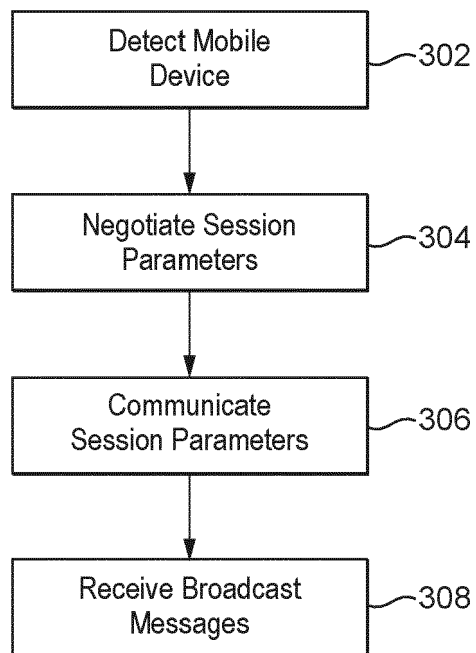 Detect Mobile
Device
302
Negotiate Session
Parameters
304
Communicate
Session Parameters
306
Receive Broadcast
Messages
308